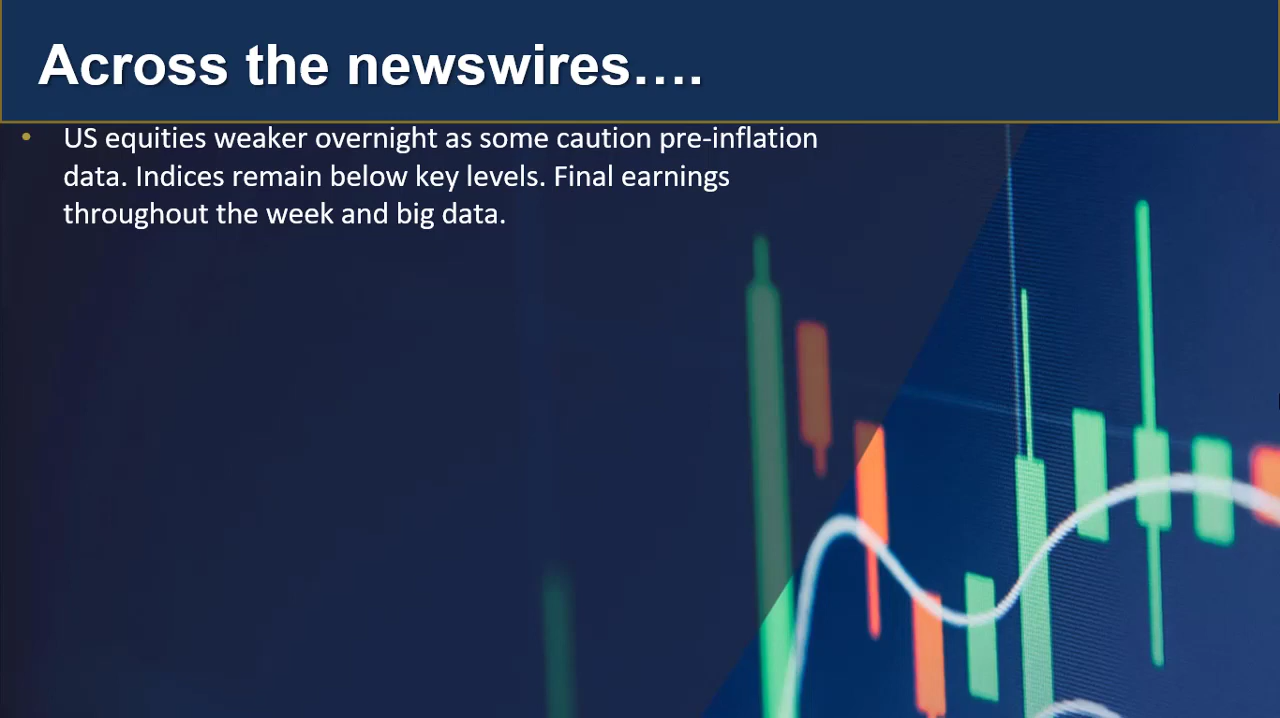 Across the newswires….
• US equities weaker overnight as some caution pre-inflation
data. Indices remain below key levels. Final earnings
throughout the week and big data.